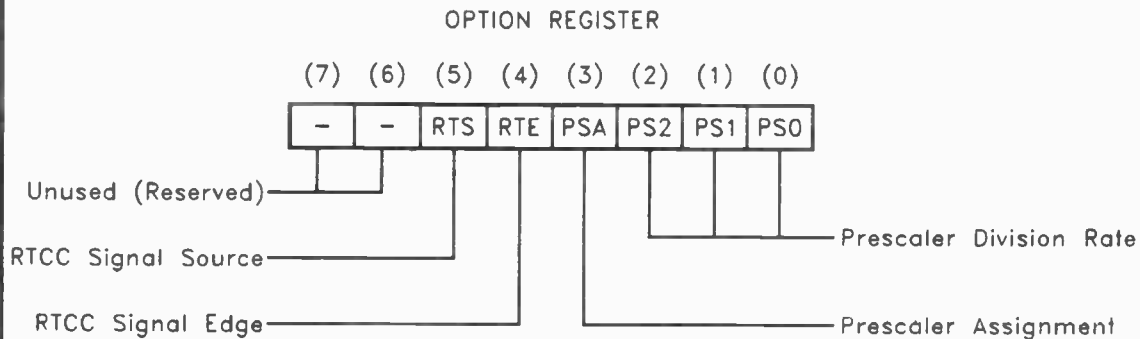 OPTION REGISTER
(7) (6) (5) (4) (3) (2) (1) (0)
- - RTS RTE PSA PS2 PS1 PS0
Unused (Reserved)
Prescaler Division Rate
RTCC Signal Source
RTCC Signal Edge
Prescaler Assignment